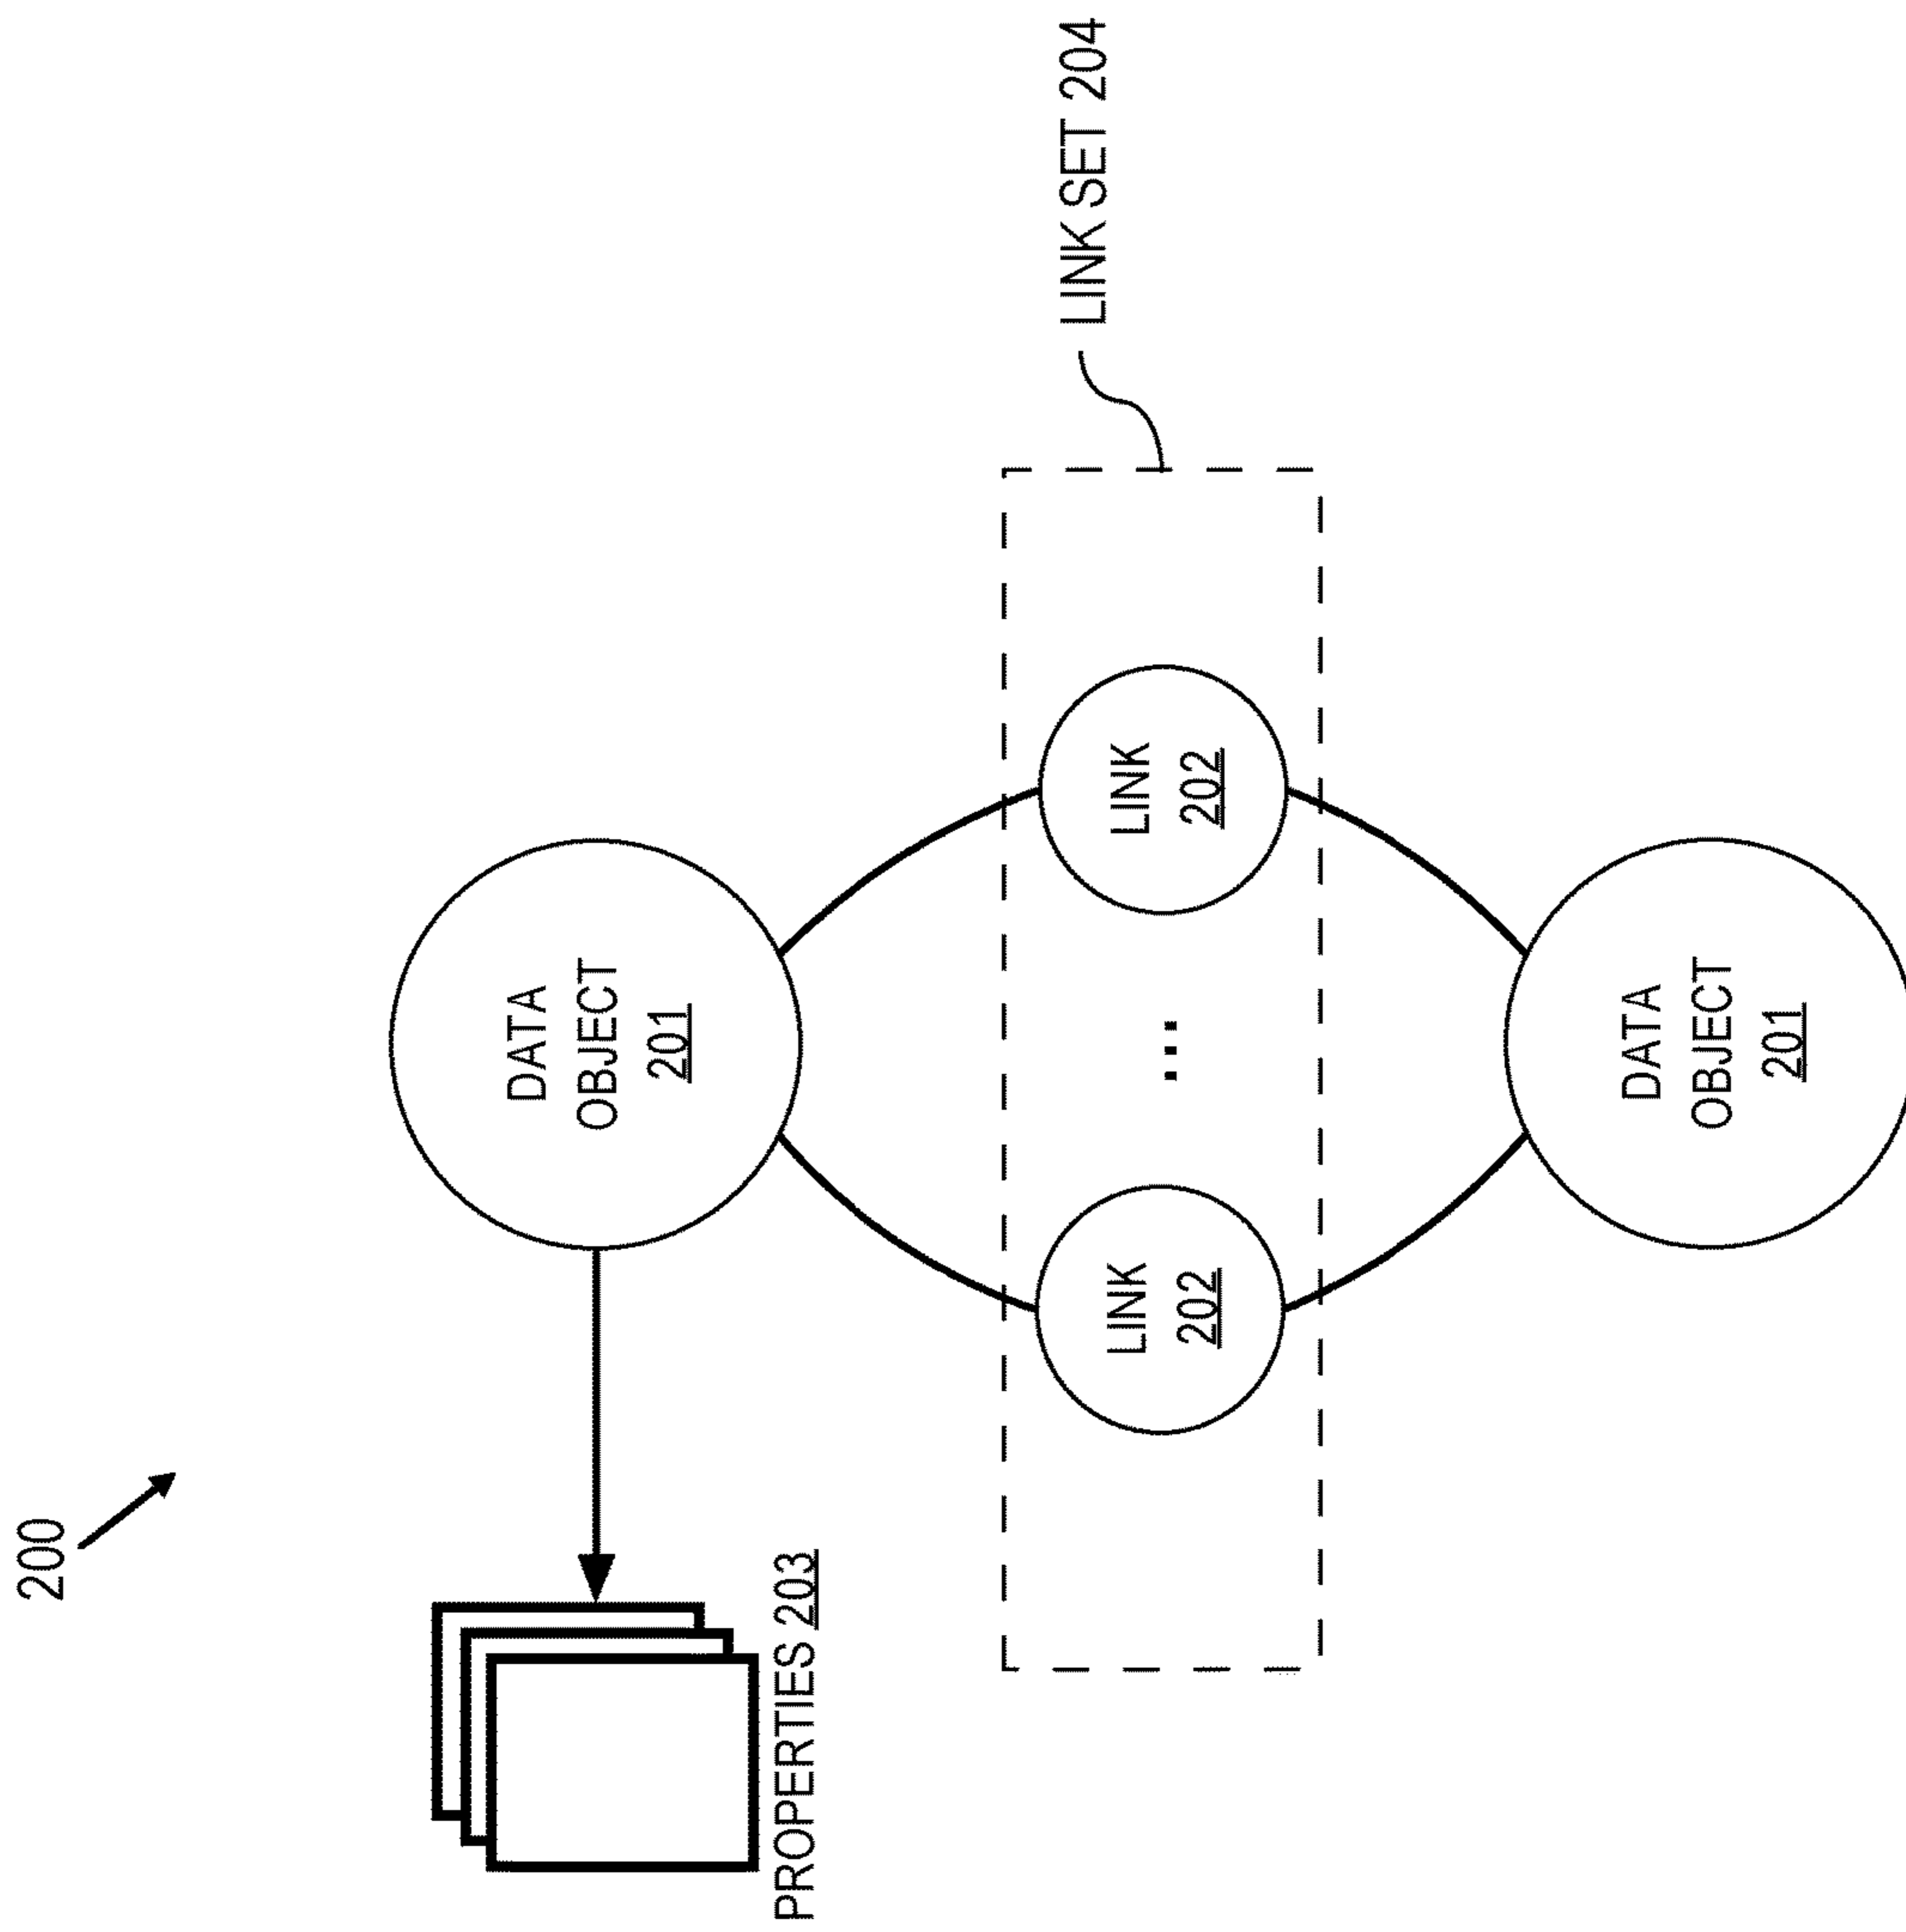 200
PROPERTIES 203
DATA
OBJECT
201
LINK
202
...
LINK
202
LINK SET 204
DATA
OBJECT
201